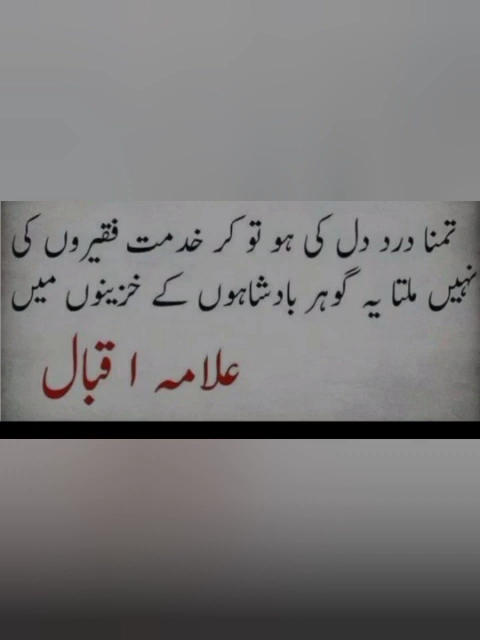 تمنا درد دل کی ہو تو کر خدمت فقیروں کی
نہیں ملتا یہ گوہر بادشاہوں کے خزینوں میں
علامہ اقبال